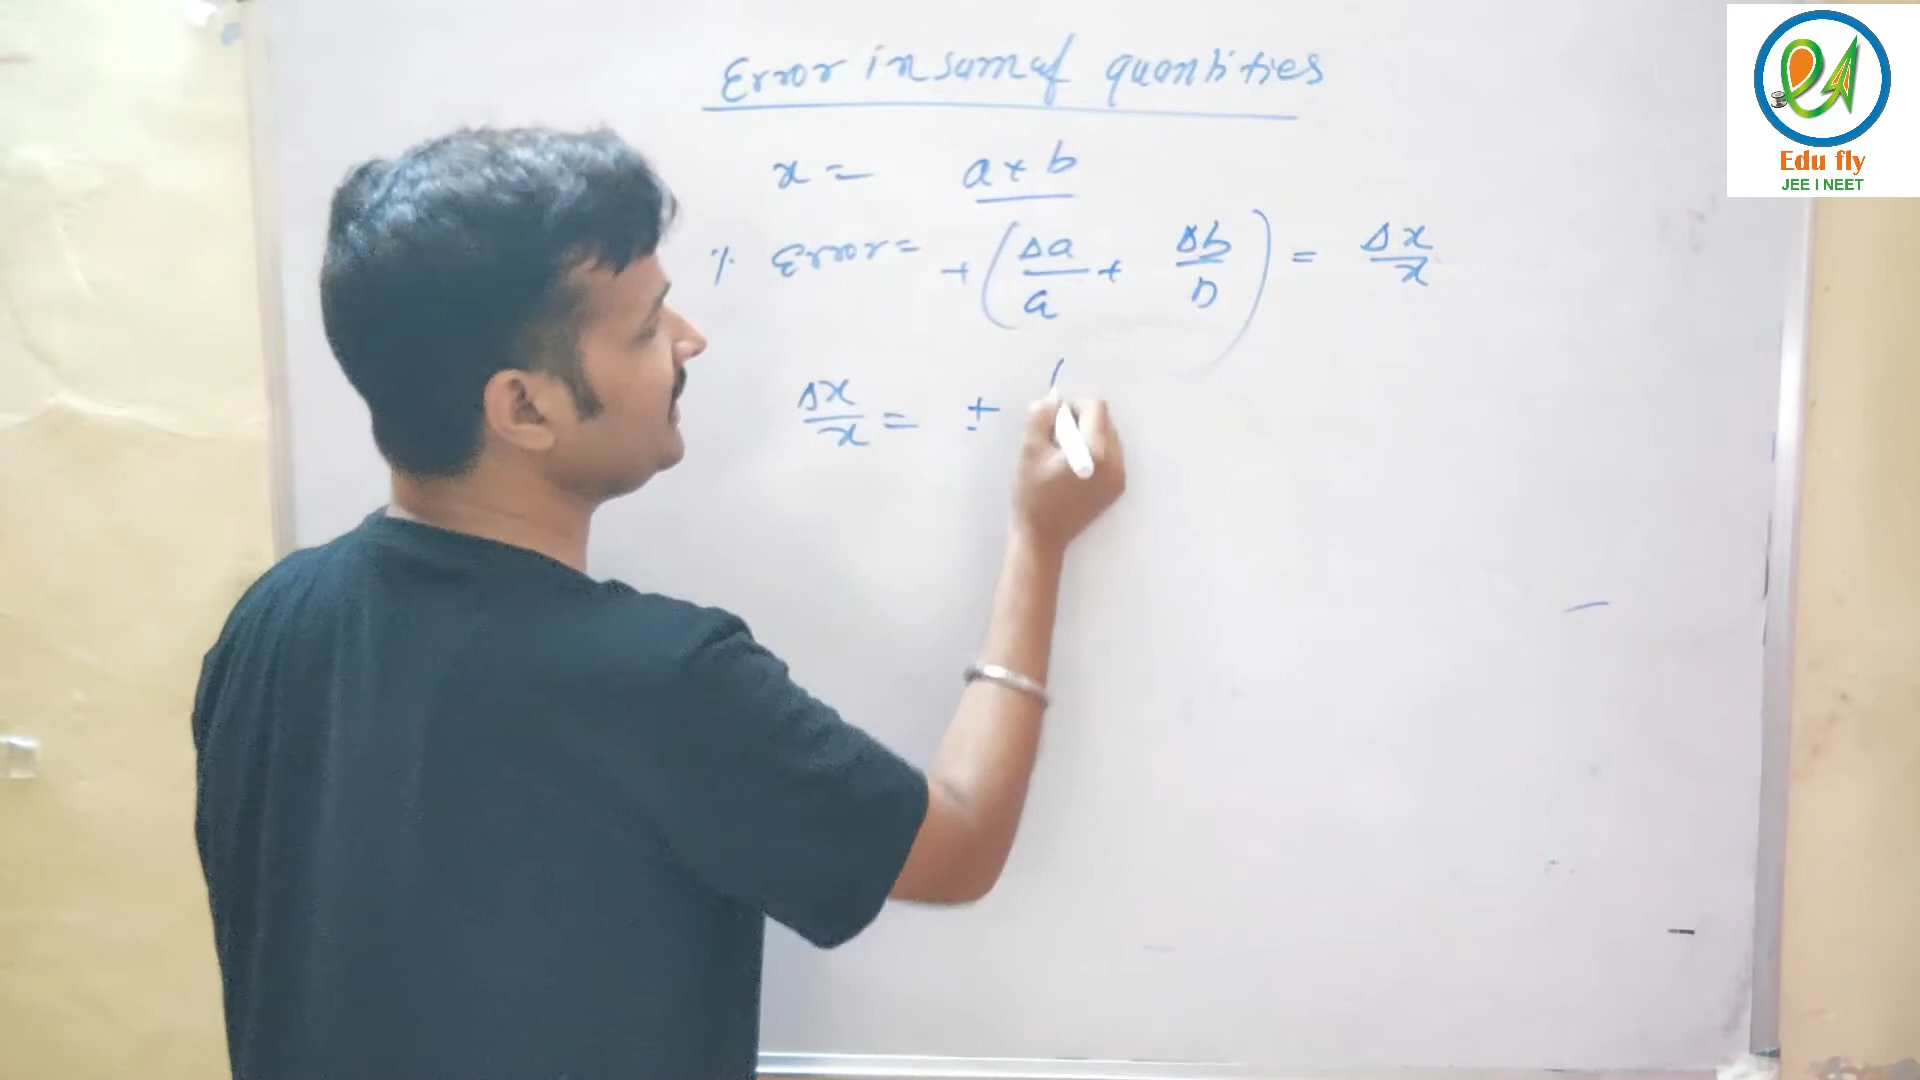 Error in sum of quantities
x = a + b
% Error = + (Δa/a + Δb/b) = Δx/x
Δx/x = ± (
Edu fly
JEE I NEET